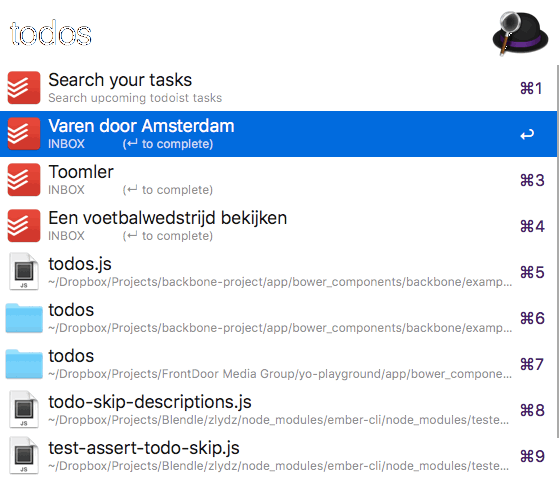 todos
Search your tasks
Search upcoming todoist tasks
⌘1
Varen door Amsterdam
INBOX (↵ to complete)
↩
Toomler
INBOX (↵ to complete)
⌘3
Een voetbalwedstrijd bekijken
INBOX (↵ to complete)
⌘4
JS
todos.js
~/Dropbox/Projects/backbone-project/app/bower_components/backbone/examp...
⌘5
todos
~/Dropbox/Projects/backbone-project/app/bower_components/backbone/examp...
⌘6
todos
~/Dropbox/Projects/FrontDoor Media Group/yo-playground/app/bower_compone...
⌘7
JS
todo-skip-descriptions.js
~/Dropbox/Projects/Blendle/zlydz/node_modules/ember-cli/node_modules/teste...
⌘8
JS
test-assert-todo-skip.js
~/Dropbox/Projects/Blendle/zlydz/node_modules/ember-cli/node_modules/teste...
⌘9